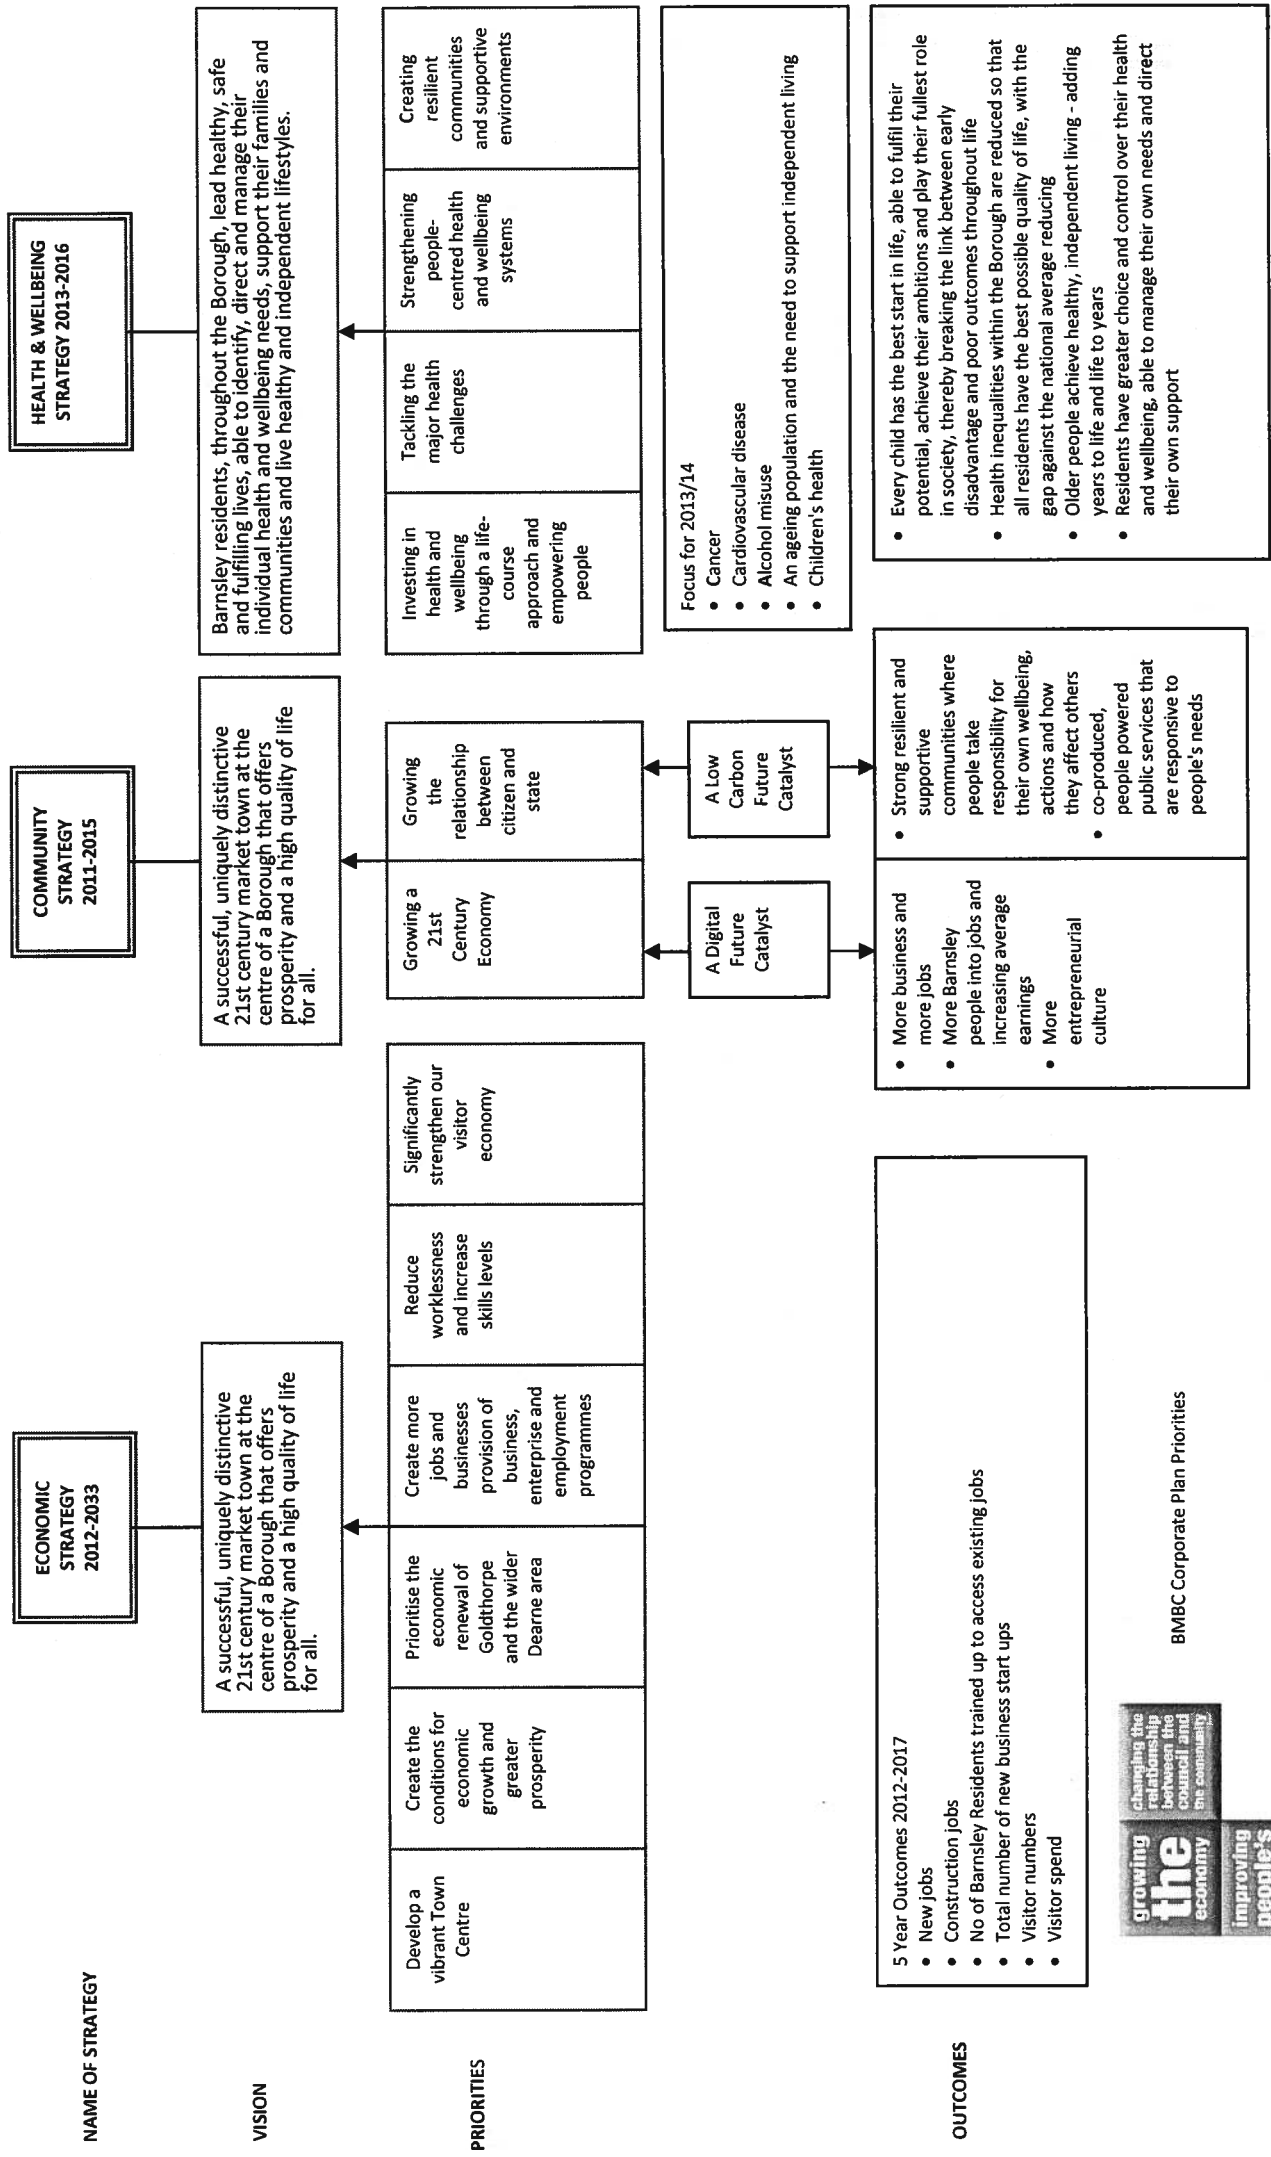 NAME OF STRATEGY
ECONOMIC
STRATEGY
2012-2033
COMMUNITY
STRATEGY
2011-2015
HEALTH & WELLBEING
STRATEGY 2013-2016
VISION
A successful, uniquely distinctive
21st century market town at the
centre of a Borough that offers
prosperity and a high quality of life
for all.
A successful, uniquely distinctive
21st century market town at the
centre of a Borough that offers
prosperity and a high quality of life
for all.
Barnsley residents, throughout the Borough, lead healthy, safe
and fulfilling lives, able to identify, direct and manage their
individual health and wellbeing needs, support their families and
communities and live healthy and independent lifestyles.
PRIORITIES
Develop a
vibrant Town
Centre
Create the
conditions for
economic
growth and
greater
prosperity
Prioritise the
economic
renewal of
Goldthorpe
and the wider
Dearne area
Create more
jobs and
businesses
provision of
business,
enterprise and
employment
programmes
Reduce
worklessness
and increase
skills levels
Significantly
strengthen our
visitor
economy
Growing a
21st
Century
Economy
Growing
the
relationship
between
citizen and
state
Investing in
health and
wellbeing
through a life-
course
approach and
empowering
people
Tackling the
major health
challenges
Strengthening
people-
centred health
and wellbeing
systems
Creating
resilient
communities
and supportive
environments
A Digital
Future
Catalyst
A Low
Carbon
Future
Catalyst
Focus for 2013/14
• Cancer
• Cardiovascular disease
• Alcohol misuse
• An ageing population and the need to support independent living
• Children's health
OUTCOMES
5 Year Outcomes 2012-2017
• New jobs
• Construction jobs
• No of Barnsley Residents trained up to access existing jobs
• Total number of new business start ups
• Visitor numbers
• Visitor spend
• More business and
more jobs
• More Barnsley
people into jobs and
increasing average
earnings
• More
entrepreneurial
culture
• Strong resilient and
supportive
communities where
people take
responsibility for
their own wellbeing,
actions and how
they affect others
• co-produced,
people powered
public services that
are responsive to
people's needs
• Every child has the best start in life, able to fulfil their
potential, achieve their ambitions and play their fullest role
in society, thereby breaking the link between early
disadvantage and poor outcomes throughout life
• Health inequalities within the Borough are reduced so that
all residents have the best possible quality of life, with the
gap against the national average reducing
• Older people achieve healthy, independent living - adding
years to life and life to years
• Residents have greater choice and control over their health
and wellbeing, able to manage their own needs and direct
their own support
growing
the
economy
changing the
relationship
between the
council and
the community
improving
people's
BMBC Corporate Plan Priorities